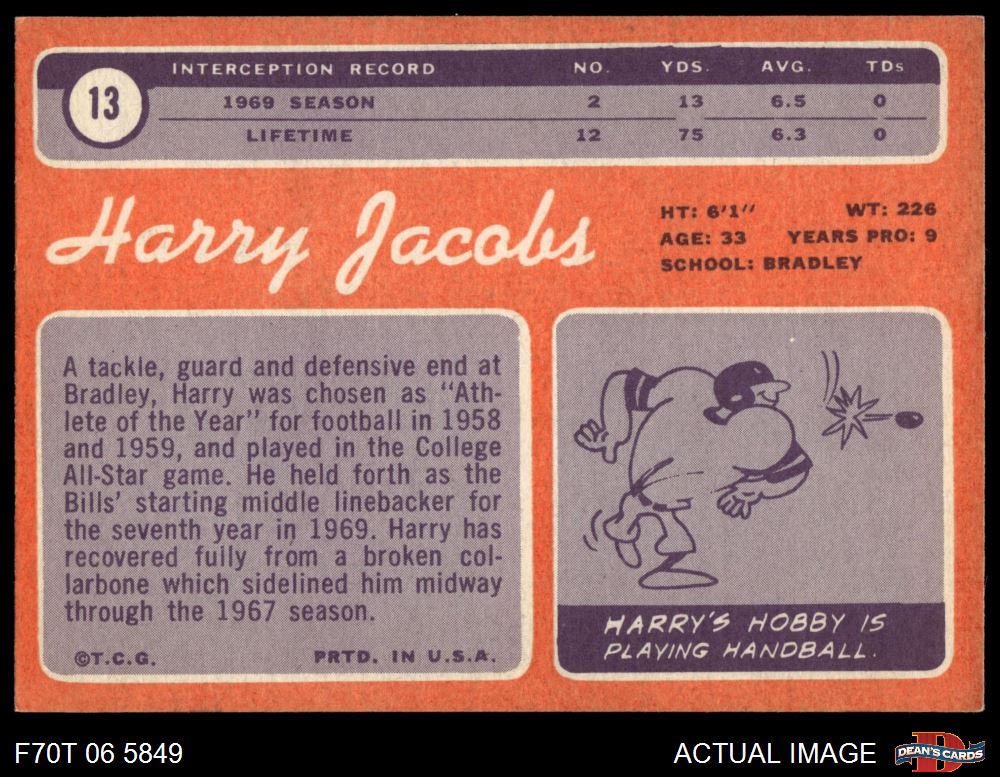 13
INTERCEPTION RECORD NO. YDS. AVG. TDs
1969 SEASON 2 13 6.5 0
LIFETIME 12 75 6.3 0
Harry Jacobs
HT: 6'1" WT: 226
AGE: 33 YEARS PRO: 9
SCHOOL: BRADLEY
A tackle, guard and defensive end at
Bradley, Harry was chosen as "Ath-
lete of the Year" for football in 1958
and 1959, and played in the College
All-Star game. He held forth as the
Bills' starting middle linebacker for
the seventh year in 1969. Harry has
recovered fully from a broken col-
larbone which sidelined him midway
through the 1967 season.
©T.C.G. PRTD. IN U.S.A.
HARRY'S HOBBY IS
PLAYING HANDBALL.
F70T 06 5849 ACTUAL IMAGE D DEAN'S CARDS